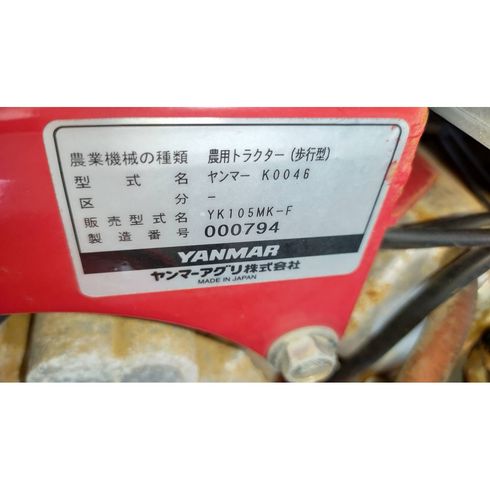 農業機械の種類 農用トラクター(歩行型)
型式名 ヤンマー K0046
区分 -
販売型式名 YK105MK-F
製造番号 000794
YANMAR
ヤンマーアグリ株式会社
MADE IN JAPAN